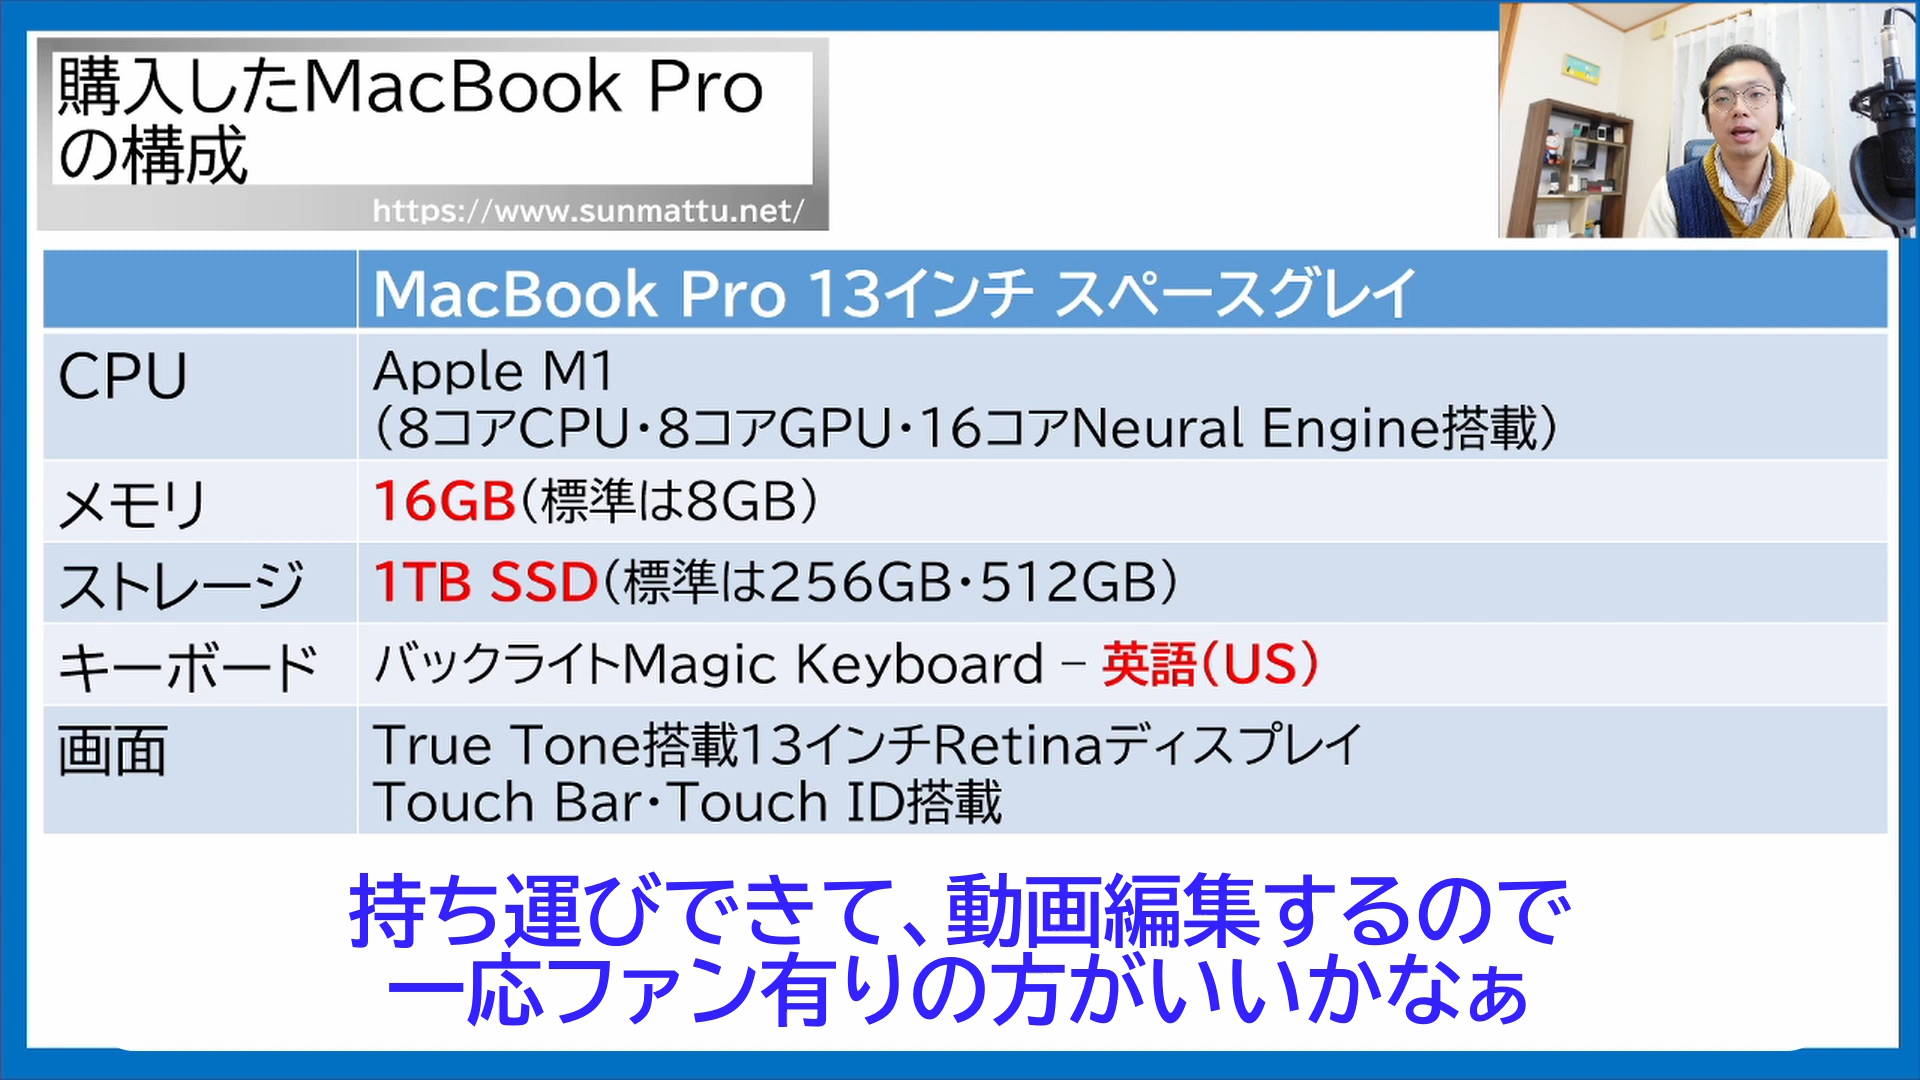 購入したMacBook Pro
の構成
https://www.sunmattu.net/
MacBook Pro 13インチ スペースグレイ
CPU
Apple M1
（8コアCPU・8コアGPU・16コアNeural Engine搭載）
メモリ
16GB（標準は8GB）
ストレージ
1TB SSD（標準は256GB・512GB）
キーボード
バックライトMagic Keyboard – 英語（US）
画面
True Tone搭載13インチRetinaディスプレイ
Touch Bar・Touch ID搭載
持ち運びできて、動画編集するので
一応ファン有りの方がいいかなぁ